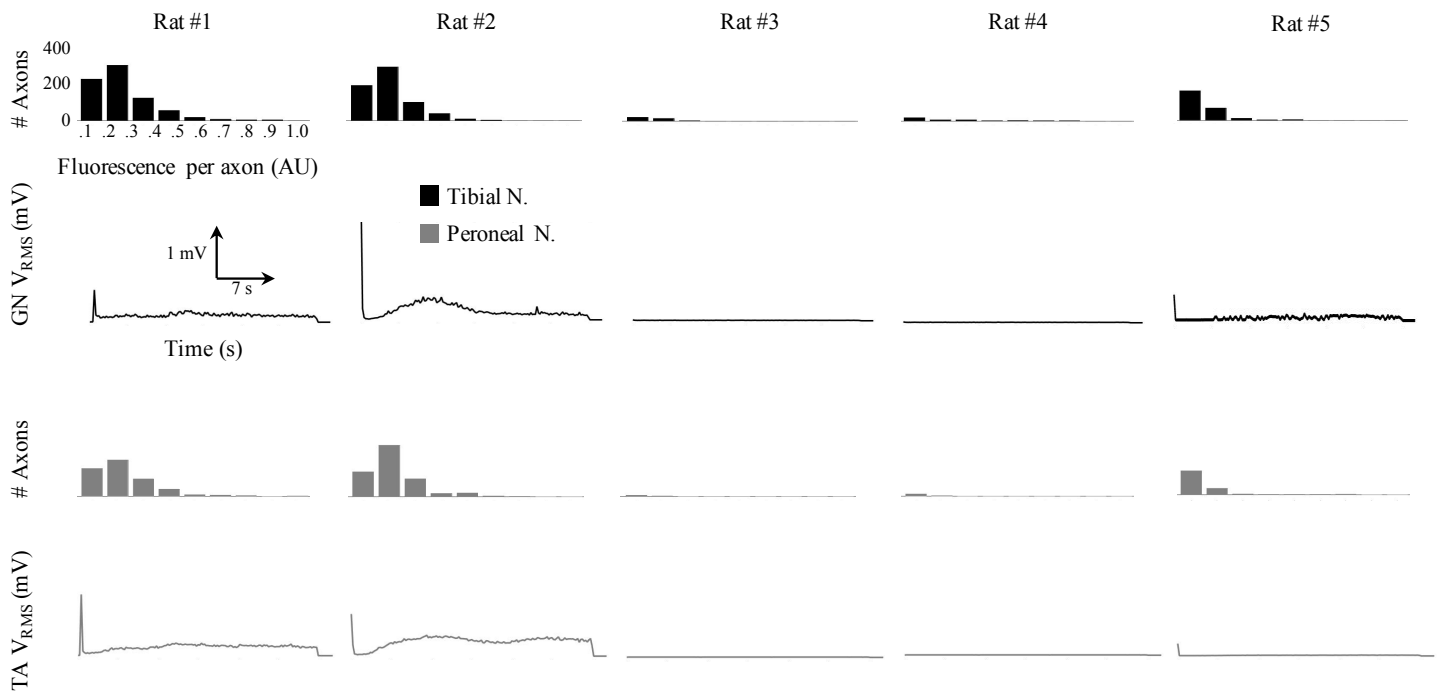 Rat #1
Rat #2
Rat #3
Rat #4
Rat #5
# Axons
400
200
0
.1 .2 .3 .4 .5 .6 .7 .8 .9 1.0
Fluorescence per axon (AU)
GN VRMS (mV)
1 mV
7 s
Tibial N.
Peroneal N.
Time (s)
# Axons
TA VRMS (mV)